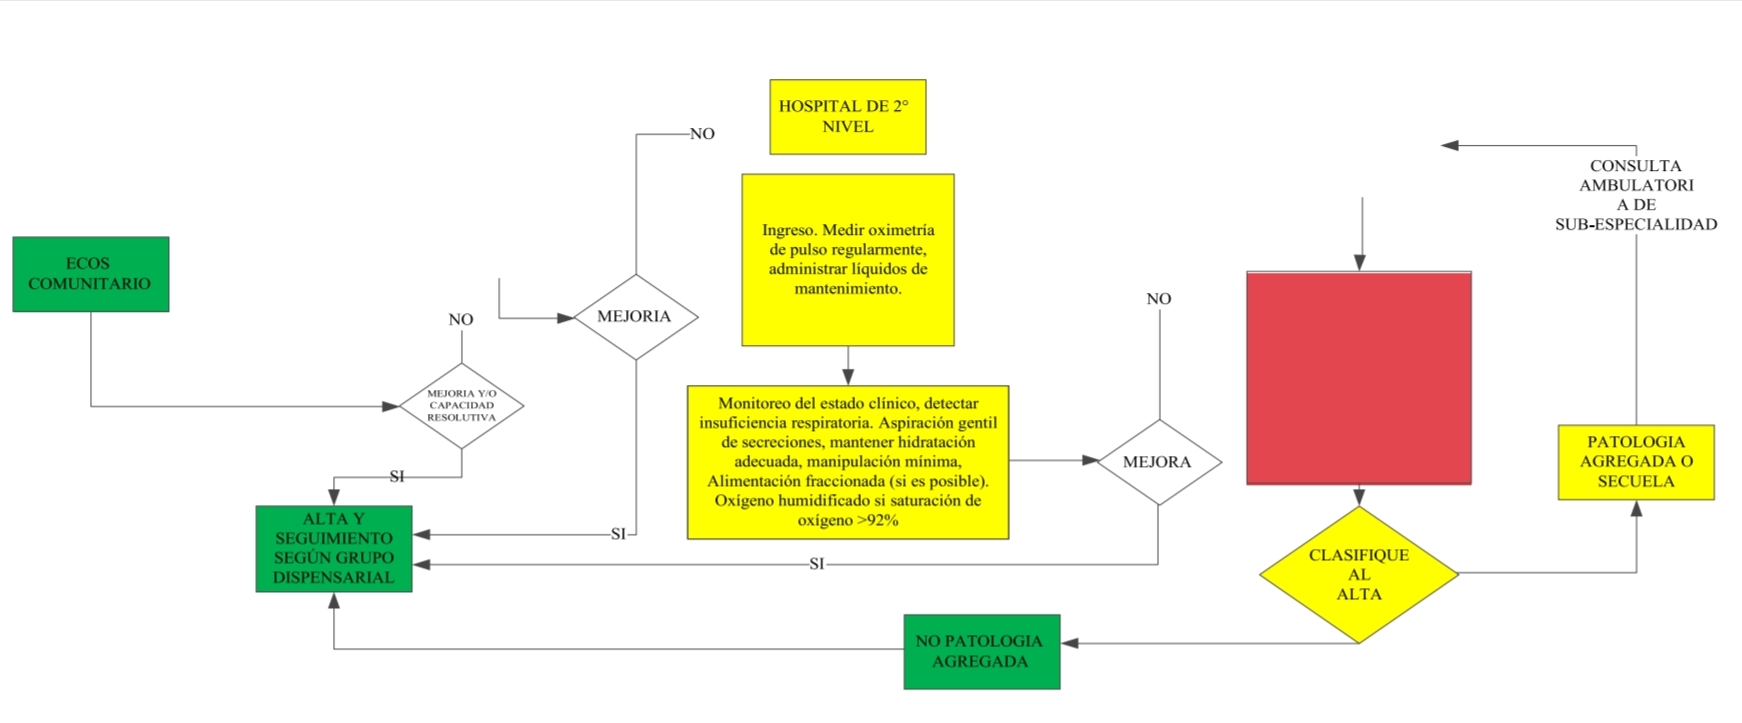 HOSPITAL DE 2°
NIVEL
NO
CONSULTA
AMBULATORI
A DE
SUB-ESPECIALIDAD
Ingreso. Medir oximetría
de pulso regularmente,
administrar líquidos de
mantenimiento.
ECOS
COMUNITARIO
NO
MEJORIA
NO
MEJORIA Y/O
CAPACIDAD
RESOLUTIVA
Monitoreo del estado clínico, detectar
insuficiencia respiratoria. Aspiración gentil
de secreciones, mantener hidratación
adecuada, manipulación mínima,
Alimentación fraccionada (si es posible).
Oxígeno humidificado si saturación de
oxígeno >92%
MEJORA
PATOLOGIA
AGREGADA O
SECUELA
SI
ALTA Y
SEGUIMIENTO
SEGÚN GRUPO
DISPENSARIAL
SI
SI
CLASIFIQUE
AL
ALTA
NO PATOLOGIA
AGREGADA